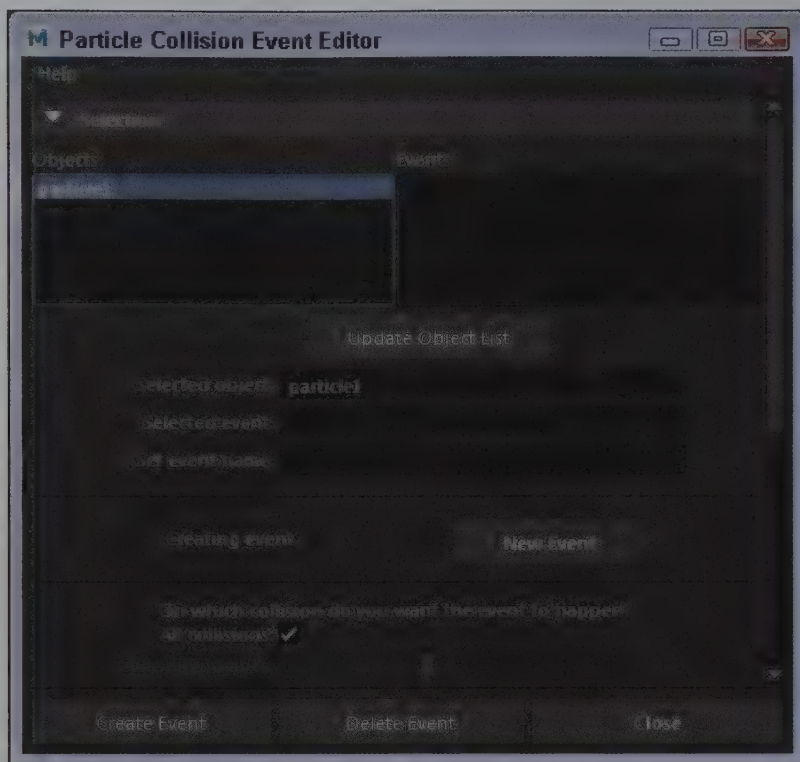 Particle Collision Event Editor
Help
Objects Events
Update Object List
Selected object: particle1
Selected event:
Set event name:
Creating event New Event
On which collision do you want the event to happen
All collisions
Create Event Delete Event Close